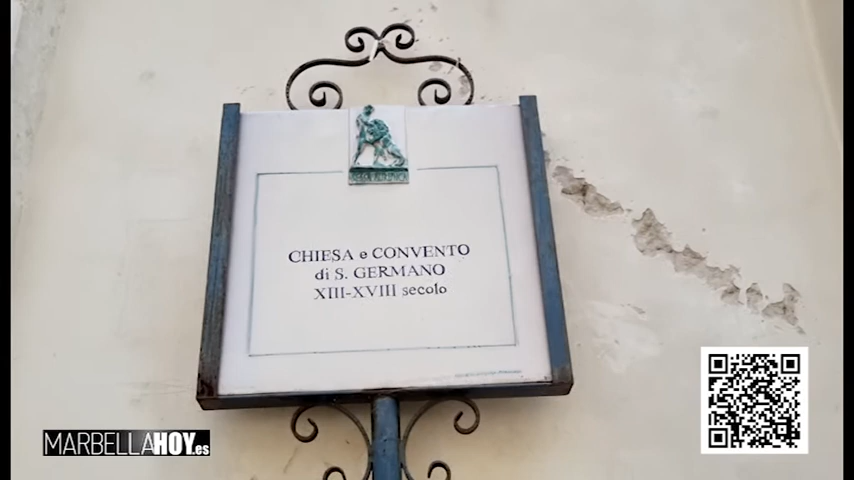 CHIESA e CONVENTO
di S. GERMANO
XIII-XVIII secolo
MARBELLAHOY.es